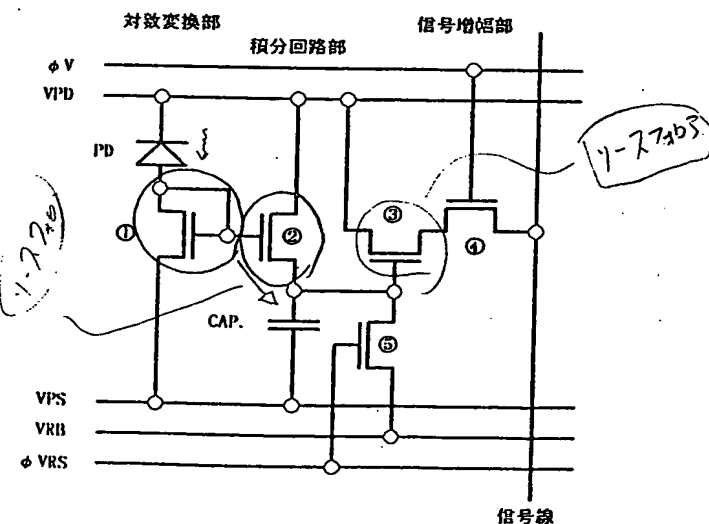 対数変換部
積分回路部
信号増幅部
φV
VPD
PD
①
②
③
④
⑤
CAP.
VPS
VRB
φVRS
信号線
ソースフォロ
ソースフォロ